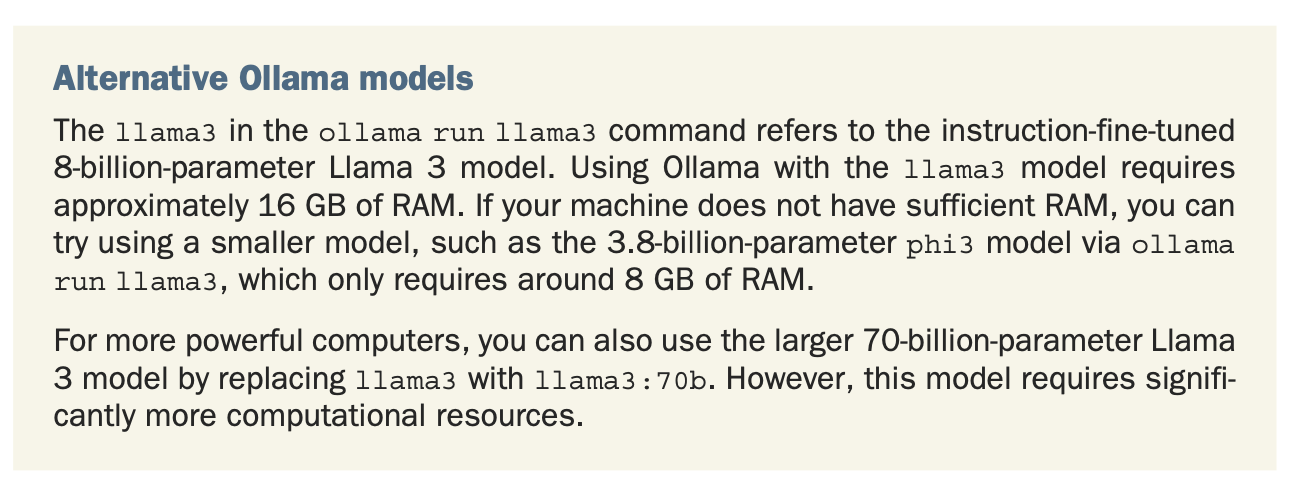 Alternative Ollama models
The llama3 in the ollama run llama3 command refers to the instruction-fine-tuned
8-billion-parameter Llama 3 model. Using Ollama with the llama3 model requires
approximately 16 GB of RAM. If your machine does not have sufficient RAM, you can
try using a smaller model, such as the 3.8-billion-parameter phi3 model via ollama
run llama3, which only requires around 8 GB of RAM.
For more powerful computers, you can also use the larger 70-billion-parameter Llama
3 model by replacing llama3 with llama3:70b. However, this model requires signifi-
cantly more computational resources.